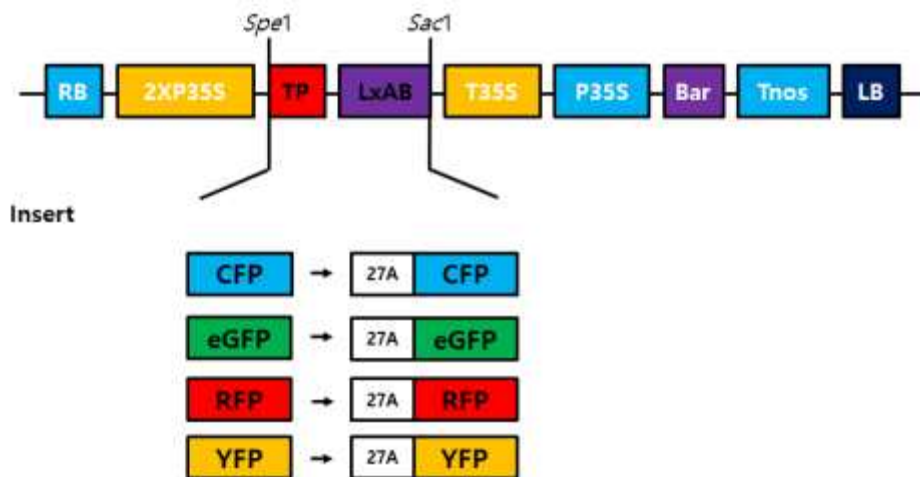 Spe1 Sac1
RB 2XP35S TP LxAB T35S P35S Bar Tnos LB
Insert
CFP → 27A CFP
eGFP → 27A eGFP
RFP → 27A RFP
YFP → 27A YFP